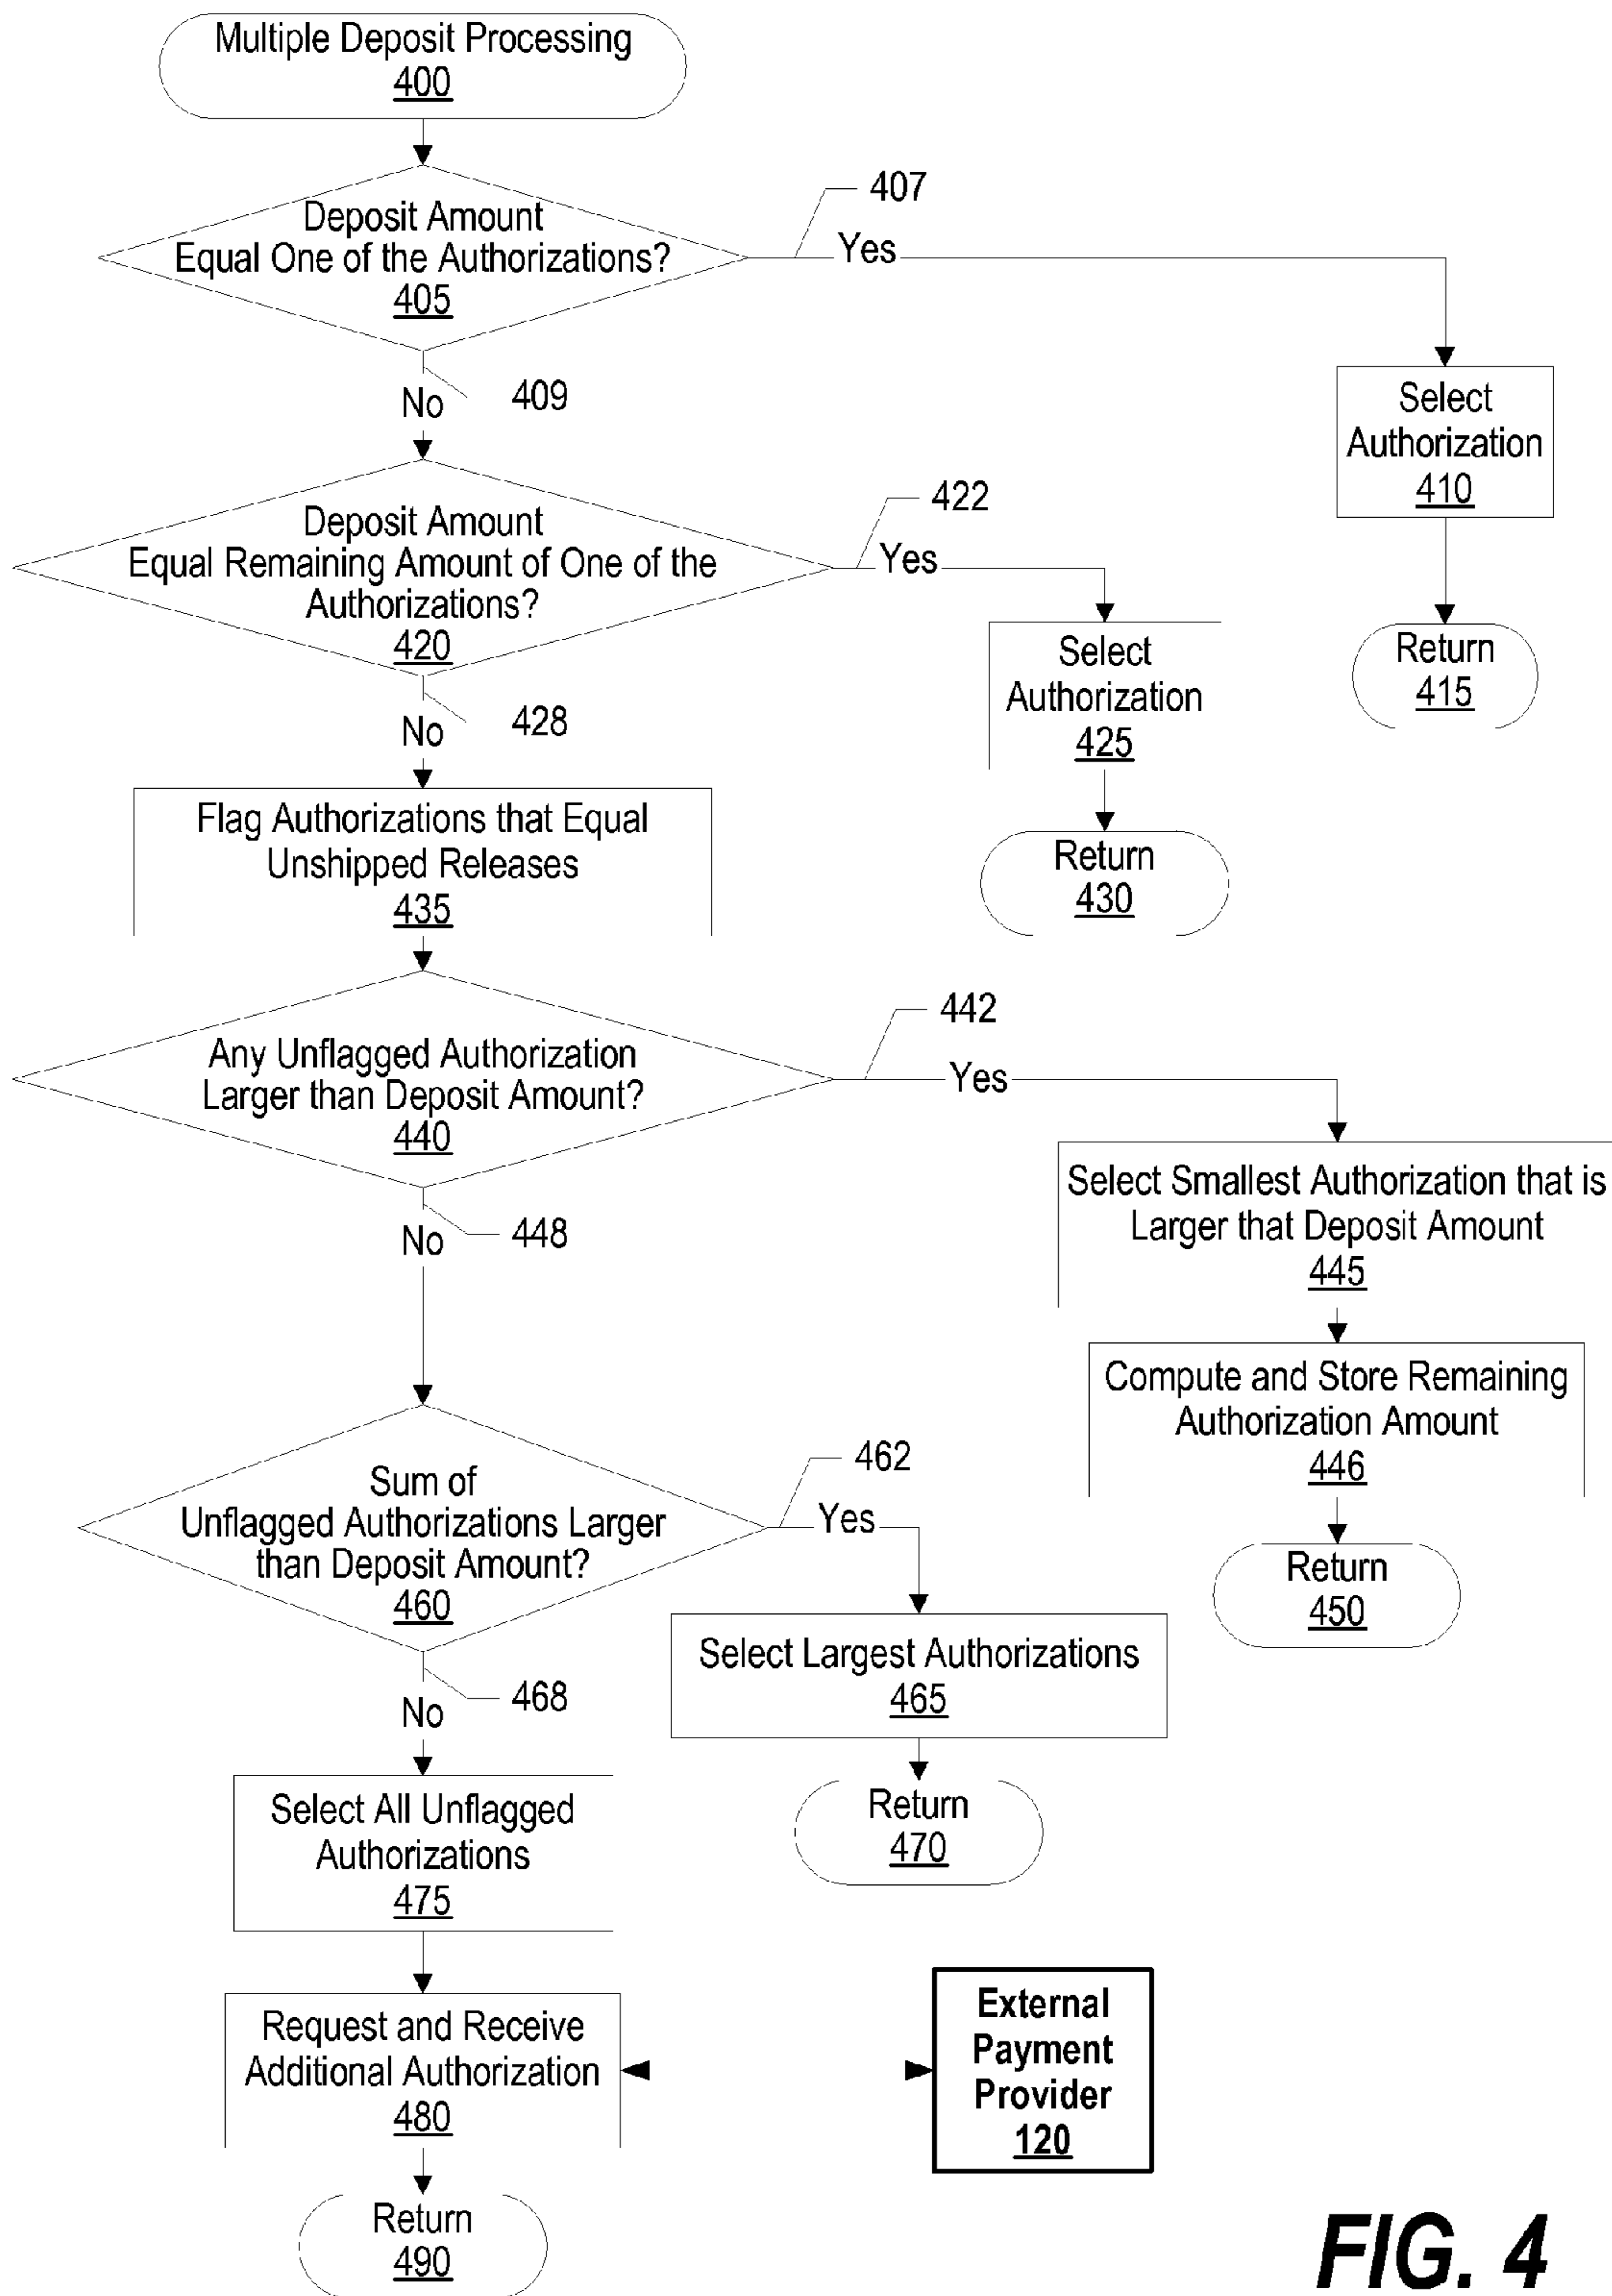 Multiple Deposit Processing
400
Deposit Amount
Equal One of the Authorizations?
405
407
Yes
409
No
Select
Authorization
410
Return
415
Deposit Amount
Equal Remaining Amount of One of the
Authorizations?
420
422
Yes
428
No
Select
Authorization
425
Return
430
Flag Authorizations that Equal
Unshipped Releases
435
Any Unflagged Authorization
Larger than Deposit Amount?
440
442
Yes
448
No
Select Smallest Authorization that is
Larger that Deposit Amount
445
Compute and Store Remaining
Authorization Amount
446
Return
450
Sum of
Unflagged Authorizations Larger
than Deposit Amount?
460
462
Yes
468
No
Select Largest Authorizations
465
Return
470
Select All Unflagged
Authorizations
475
Request and Receive
Additional Authorization
480
External
Payment
Provider
120
Return
490
FIG. 4